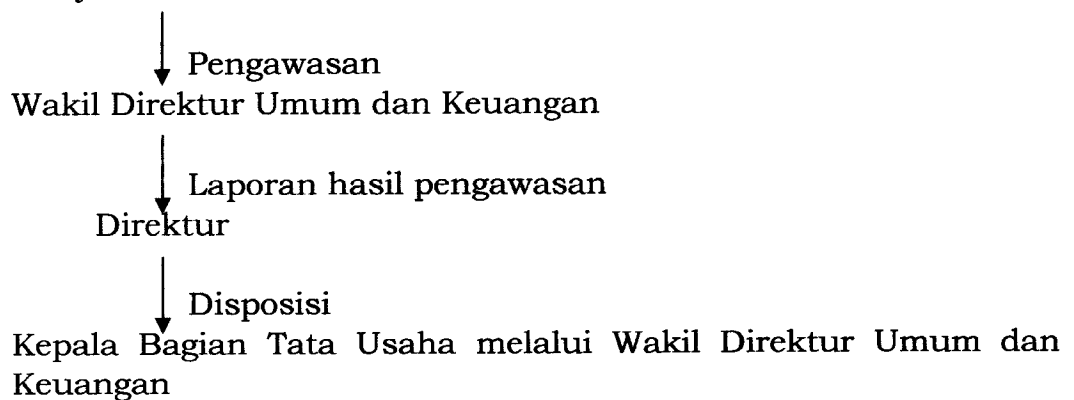 Pengawasan
Wakil Direktur Umum dan Keuangan
Laporan hasil pengawasan
Direktur
Disposisi
Kepala Bagian Tata Usaha melalui Wakil Direktur Umum dan
Keuangan